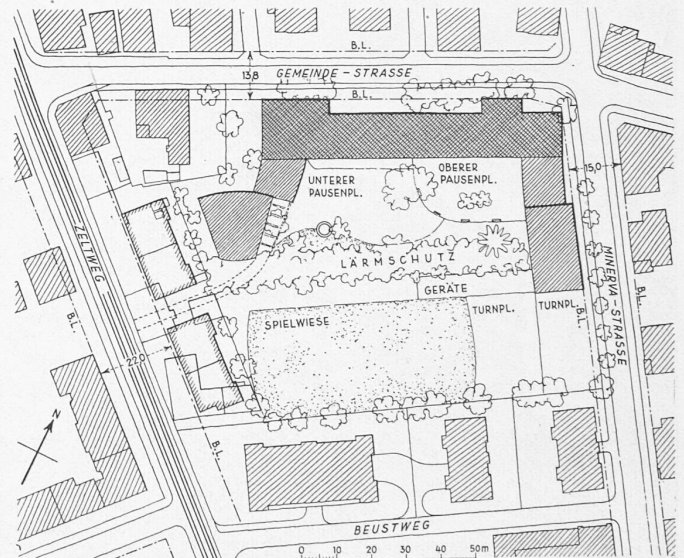 B.L.
13,8
GEMEINDE-STRASSE
B.L.
15,0
UNTERER
PAUSENPL.
OBERER
PAUSENPL.
ZELTWEG
LÄRMSCHUTZ
MINERVA-STRASSE
GERÄTE
B.L.
B.L.
SPIELWIESE
TURNPL.
TURNPL.
B.L.
22,0
N
B.L.
BEUSTWEG
0
10
20
30
40
50m